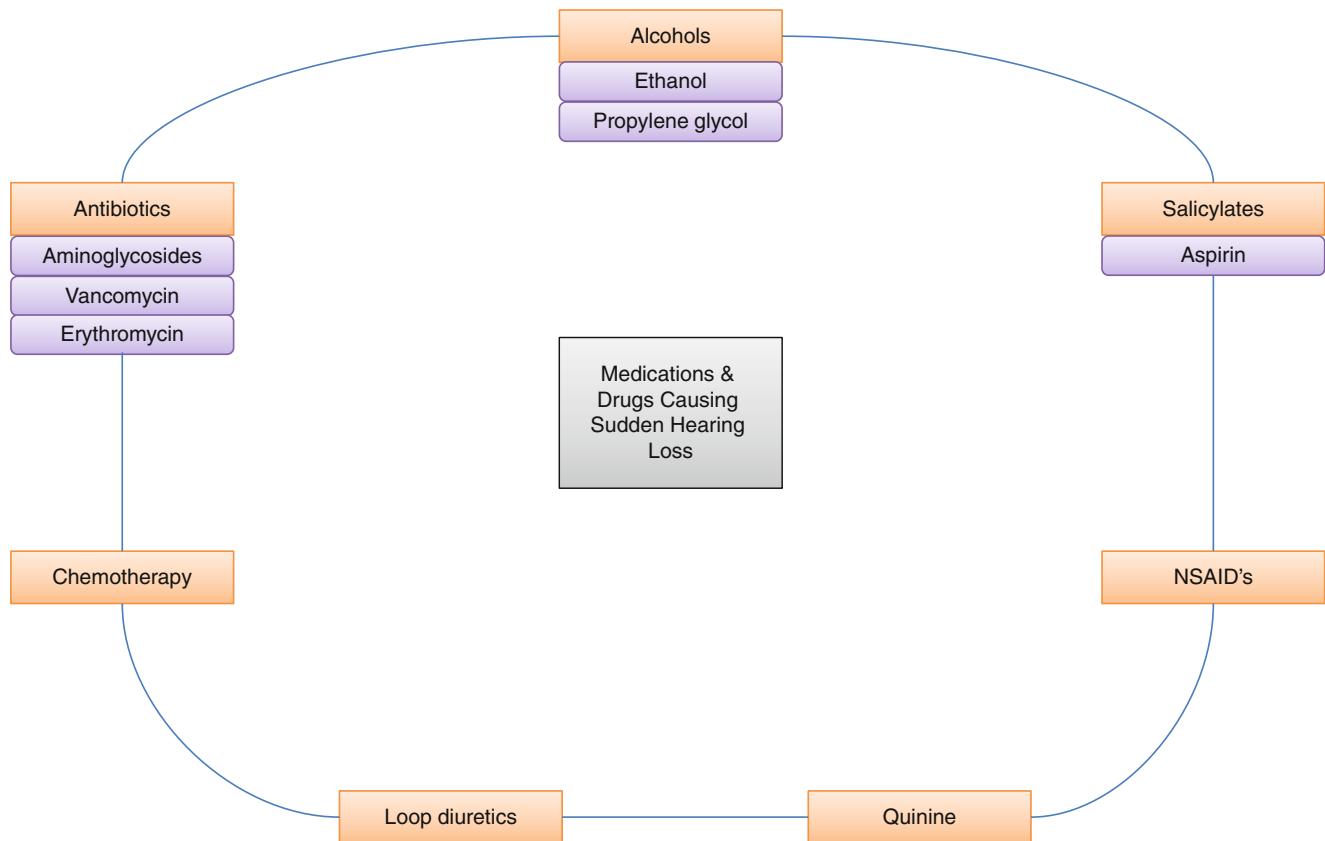 Alcohols
Ethanol
Propylene glycol
Antibiotics
Aminoglycosides
Vancomycin
Erythromycin
Salicylates
Aspirin
Medications &
Drugs Causing
Sudden Hearing
Loss
Chemotherapy
NSAID's
Loop diuretics
Quinine